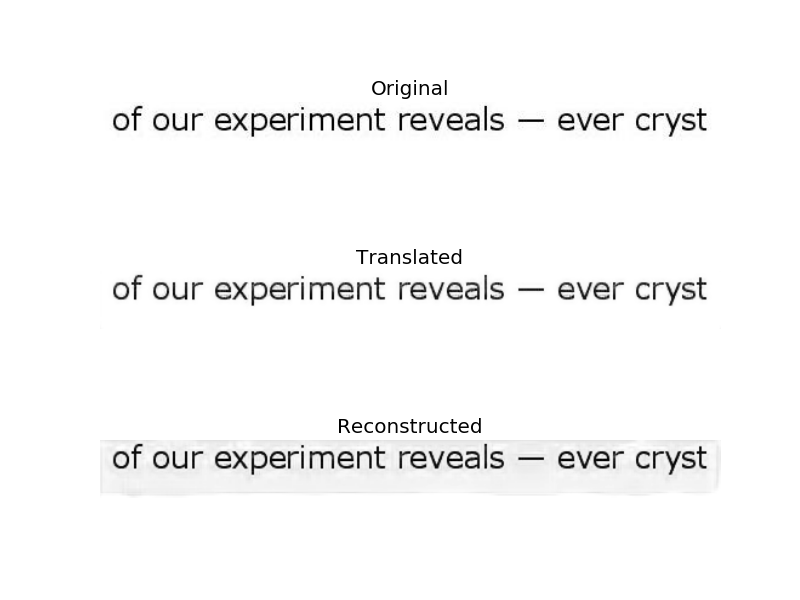 Original
of our experiment reveals — ever cryst
Translated
of our experiment reveals — ever cryst
Reconstructed
of our experiment reveals — ever cryst